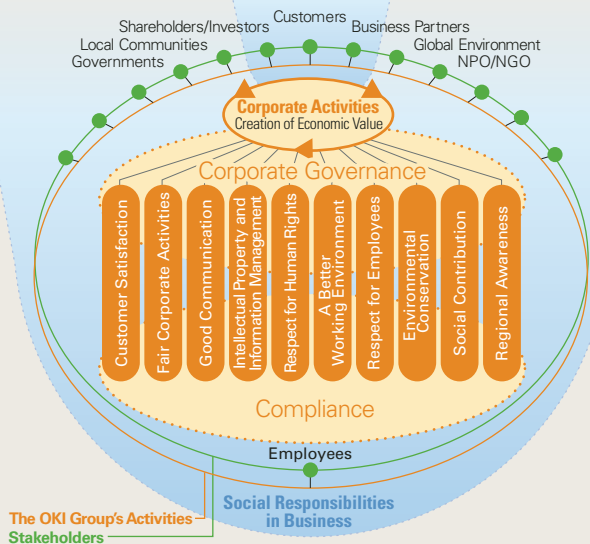 Customers
Shareholders/Investors
Business Partners
Local Communities
Global Environment
Governments
NPO/NGO
Corporate Activities
Creation of Economic Value
Corporate Governance
Customer Satisfaction
Fair Corporate Activities
Good Communication
Intellectual Property and
Information Management
Respect for Human Rights
A Better
Working Environment
Respect for Employees
Environmental
Conservation
Social Contribution
Regional Awareness
Compliance
Employees
Social Responsibilities
in Business
The OKI Group's Activities
Stakeholders